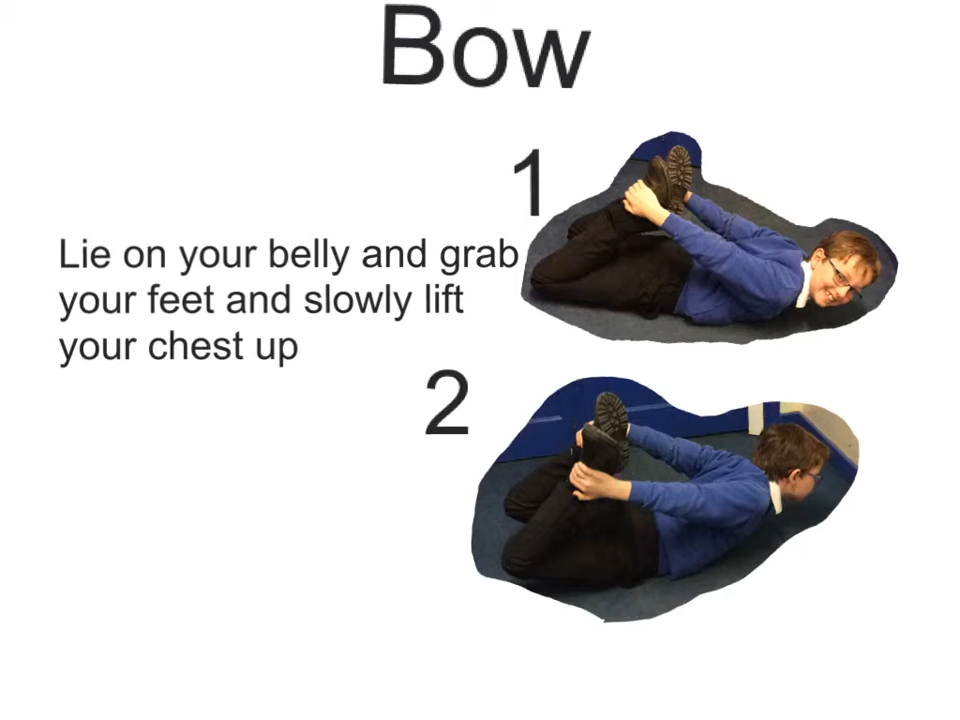 Bow
1
Lie on your belly and grab
your feet and slowly lift
your chest up
2